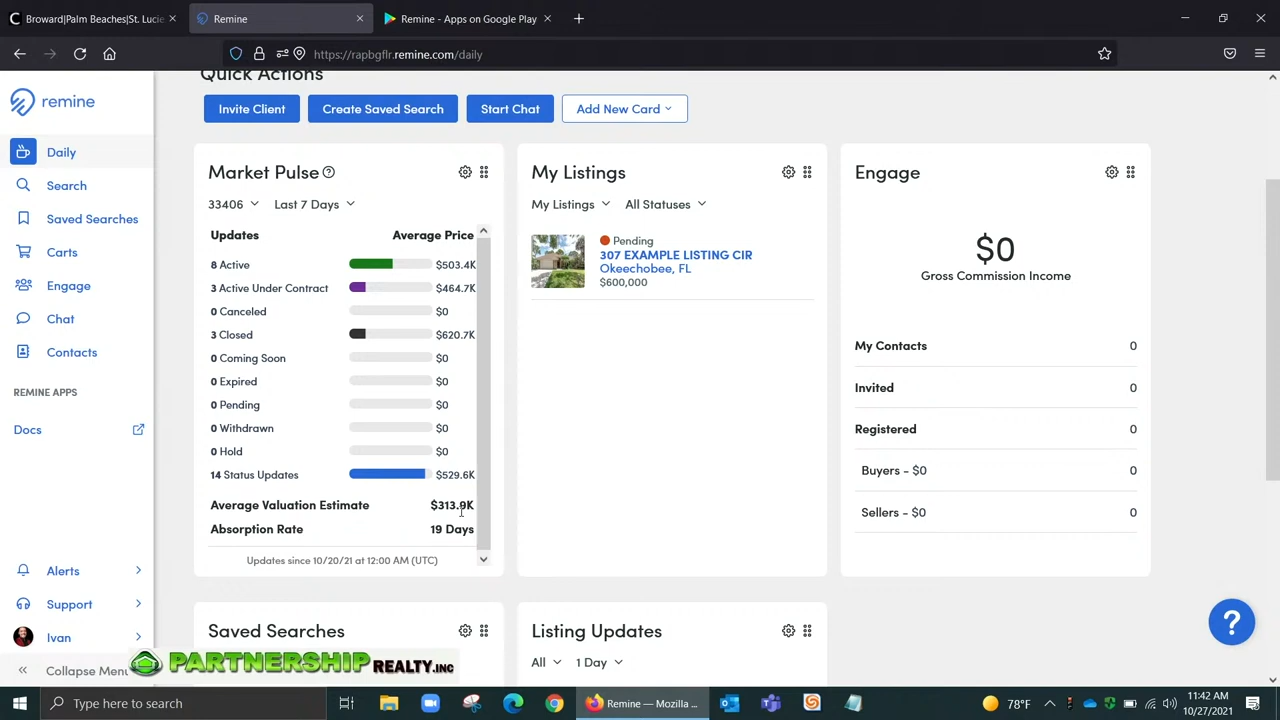 Broward|Palm Beaches|St. Lucie
Remine
Remine - Apps on Google Play
https://rapbgflr.remine.com/daily
remine
Daily
Search
Saved Searches
Carts
Engage
Chat
Contacts
REMINE APPS
Docs
Alerts
Support
Ivan
Collapse Menu
Quick Actions
Invite Client
Create Saved Search
Start Chat
Add New Card
Market Pulse
33406
Last 7 Days
Updates Average Price
8 Active $503.4K
3 Active Under Contract $464.7K
0 Canceled $0
3 Closed $620.7K
0 Coming Soon $0
0 Expired $0
0 Pending $0
0 Withdrawn $0
0 Hold $0
14 Status Updates $529.6K
Average Valuation Estimate $313.9K
Absorption Rate 19 Days
Updates since 10/20/21 at 12:00 AM (UTC)
My Listings
My Listings All Statuses
Pending
307 EXAMPLE LISTING CIR
Okeechobee, FL
$600,000
Engage
$0
Gross Commission Income
My Contacts 0
Invited 0
Registered 0
Buyers - $0 0
Sellers - $0 0
Saved Searches
Listing Updates
All 1 Day
?
PARTNERSHIP REALTY.INC
Type here to search
Remine — Mozilla ...
78°F
11:42 AM
10/27/2021